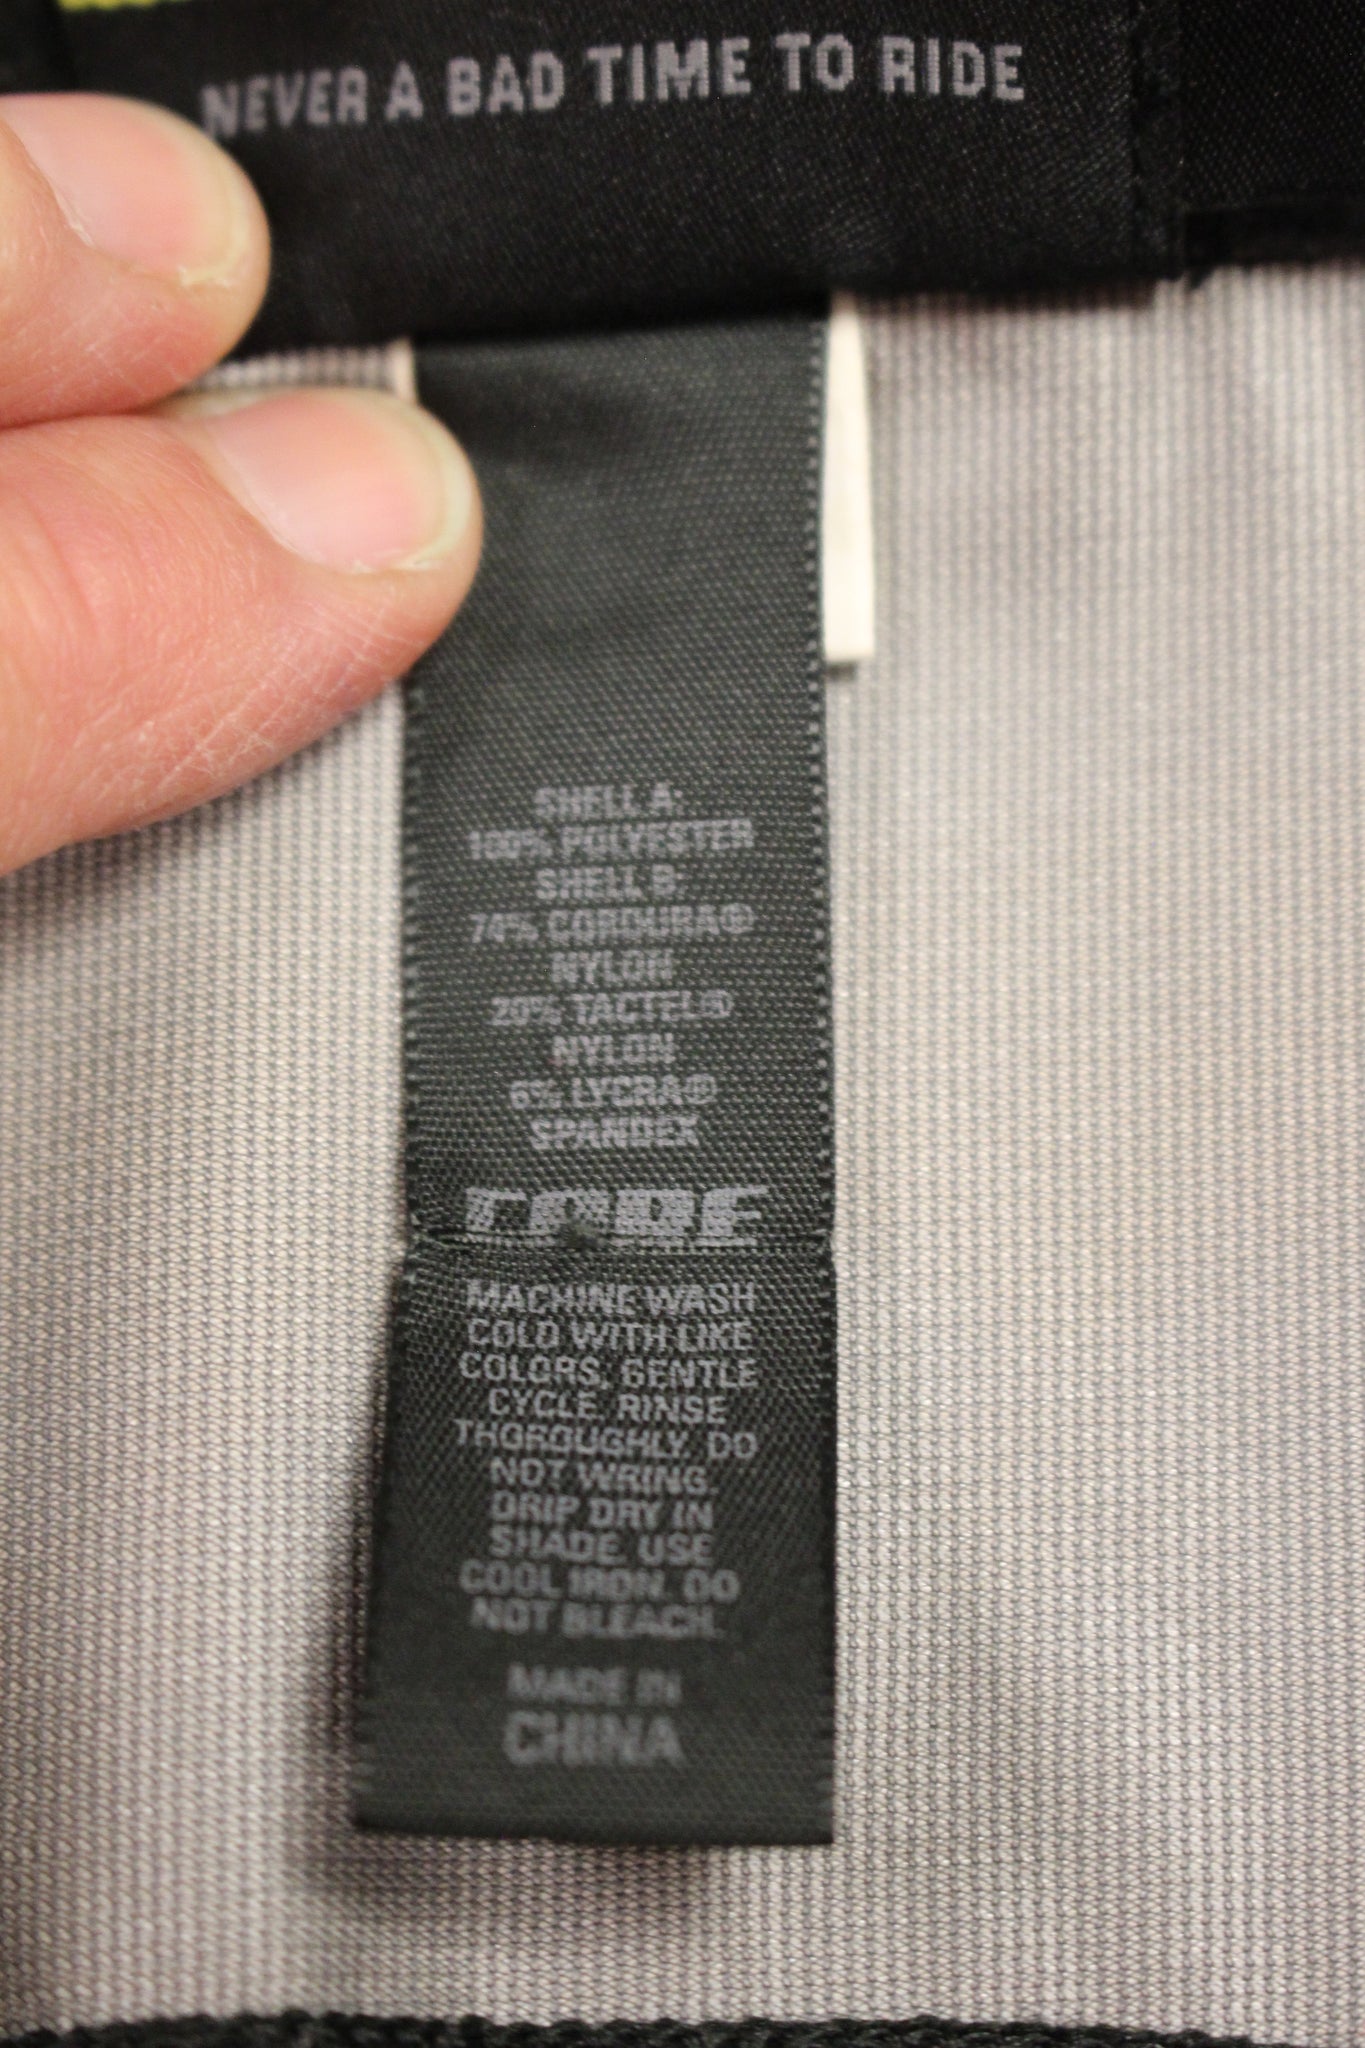 NEVER A BAD TIME TO RIDE
SHELL A:
100% POLYESTER
SHELL B:
74% CORDURA®
NYLON
20% TACTEL®
NYLON
6% LYCRA®
SPANDEX
MACHINE WASH
COLD WITH LIKE
COLORS, GENTLE
CYCLE. RINSE
THOROUGHLY. DO
NOT WRING.
DRIP DRY IN
SHADE. USE
COOL IRON. DO
NOT BLEACH.
MADE IN
CHINA